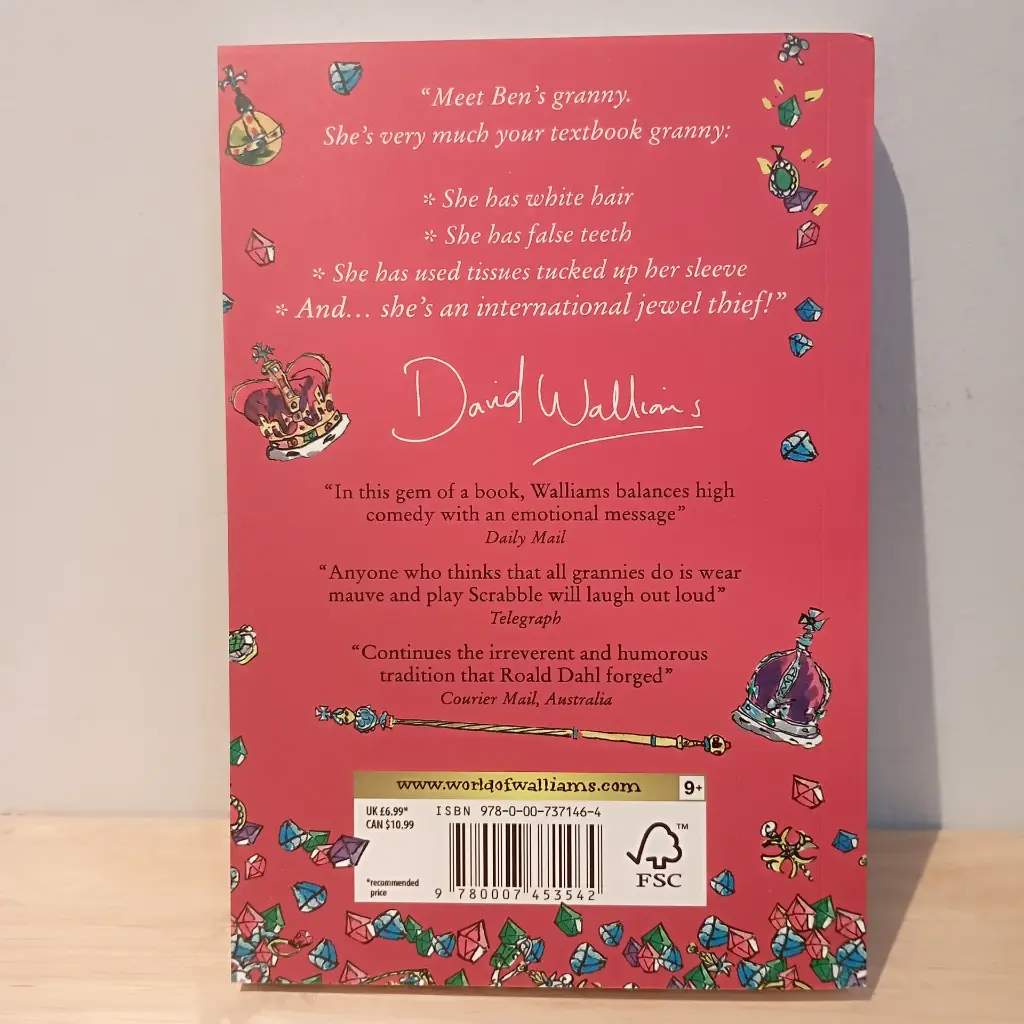 “Meet Ben’s granny.
She’s very much your textbook granny:
* She has white hair
* She has false teeth
* She has used tissues tucked up her sleeve
* And... she’s an international jewel thief!”
David Walliams
“In this gem of a book, Walliams balances high
comedy with an emotional message”
Daily Mail
“Anyone who thinks that all grannies do is wear
mauve and play Scrabble will laugh out loud”
Telegraph
“Continues the irreverent and humorous
tradition that Roald Dahl forged”
Courier Mail, Australia
www.worldofwalliams.com
9+
UK £6.99*
CAN $10.99
ISBN 978-0-00-737146-4
*recommended
price
9 780007 453542
FSC
™